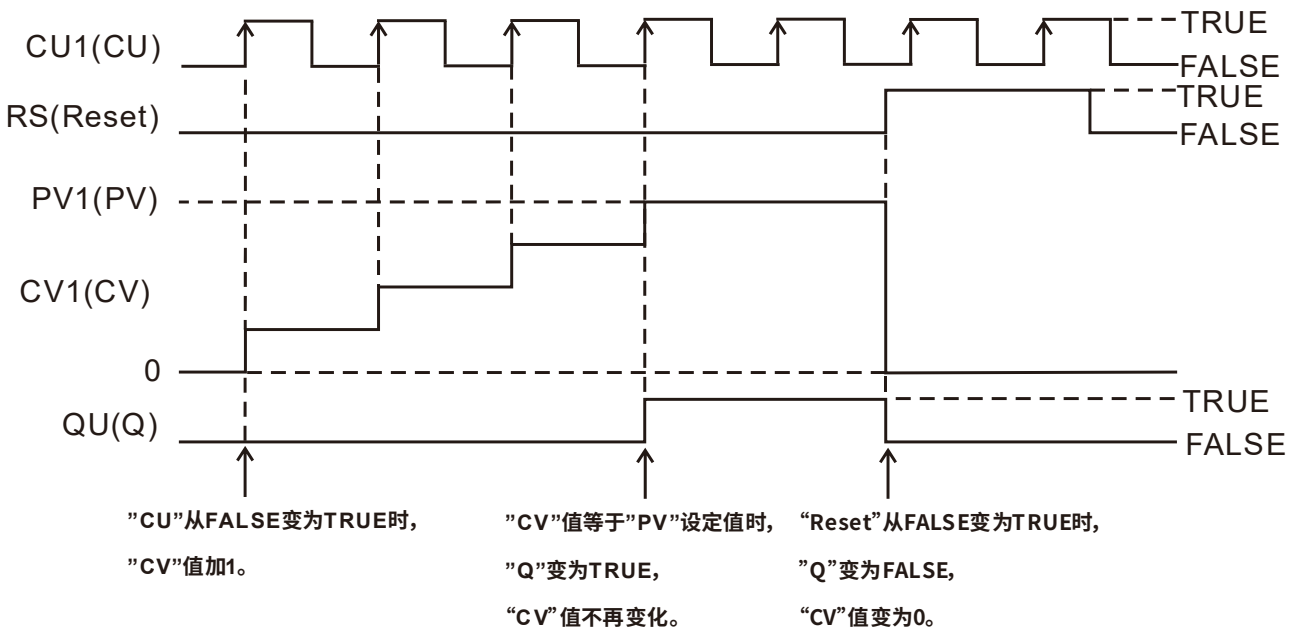 CU1(CU)
TRUE
FALSE
RS(Reset)
TRUE
FALSE
PV1(PV)
CV1(CV)
0
QU(Q)
TRUE
FALSE
”CU”从FALSE变为TRUE时,
”CV”值加1。
”CV”值等于”PV”设定值时,
”Q”变为TRUE,
“CV”值不再变化。
“Reset”从FALSE变为TRUE时,
”Q”变为FALSE,
“CV”值变为0。